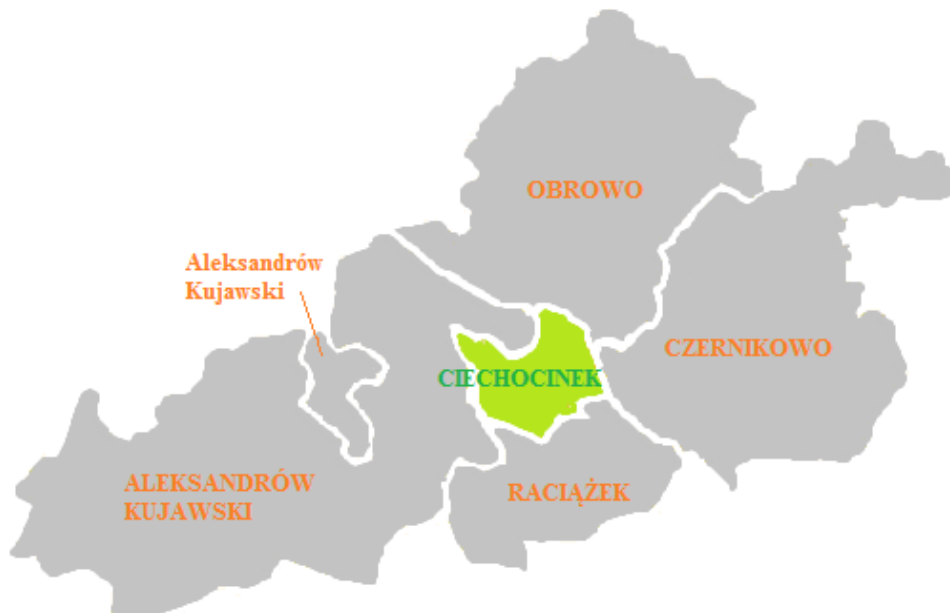 OBROWO
Aleksandrów
Kujawski
CZERNIKOWO
CIECHOCINEK
ALEKSANDRÓW
KUJAWSKI
RACIĄŻEK